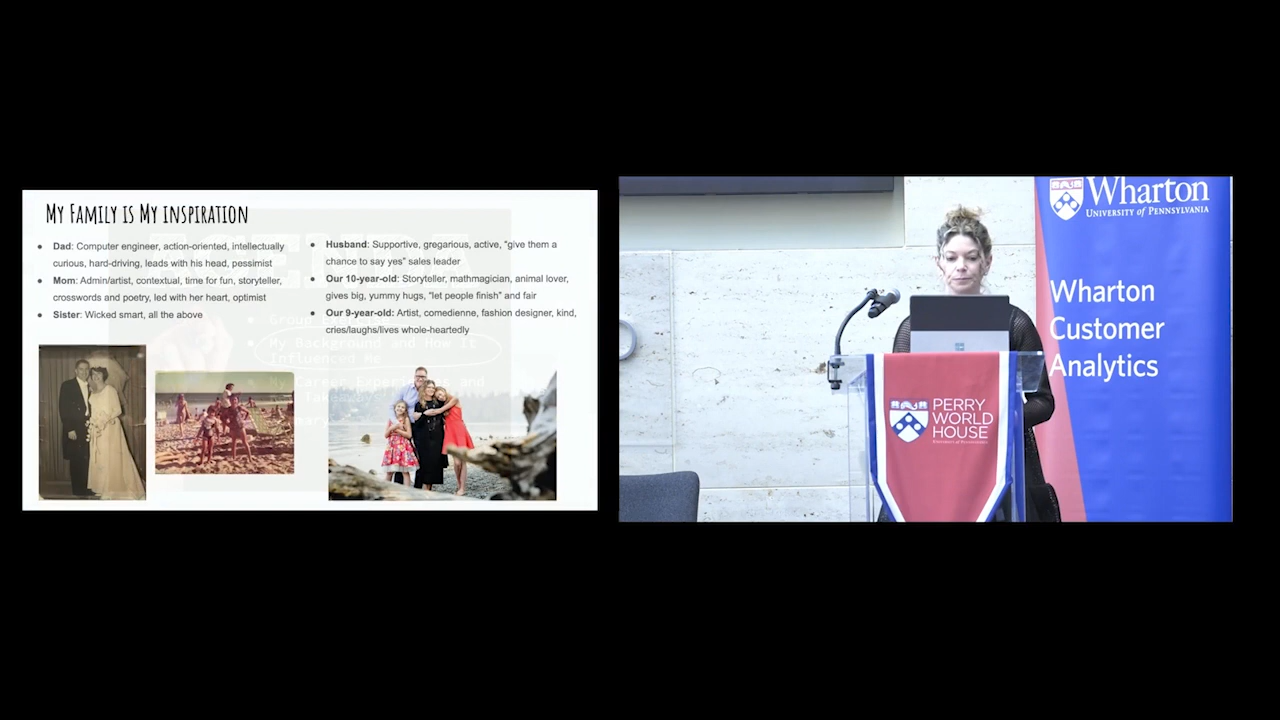 My Family is My inspiration
● Dad: Computer engineer, action-oriented, intellectually
curious, hard-driving, leads with his head, pessimist
● Mom: Admin/artist, contextual, time for fun, storyteller,
crosswords and poetry, led with her heart, optimist
● Sister: Wicked smart, all the above
● Husband: Supportive, gregarious, active, “give them a
chance to say yes” sales leader
● Our 10-year-old: Storyteller, mathmagician, animal lover,
gives big, yummy hugs, “let people finish” and fair
● Our 9-year-old: Artist, comedienne, fashion designer, kind,
cries/laughs/lives whole-heartedly
My Background and How It
Influenced Me
My Career Experiences and
Wharton
University of Pennsylvania
Wharton
Customer
Analytics
PERRY
WORLD
HOUSE